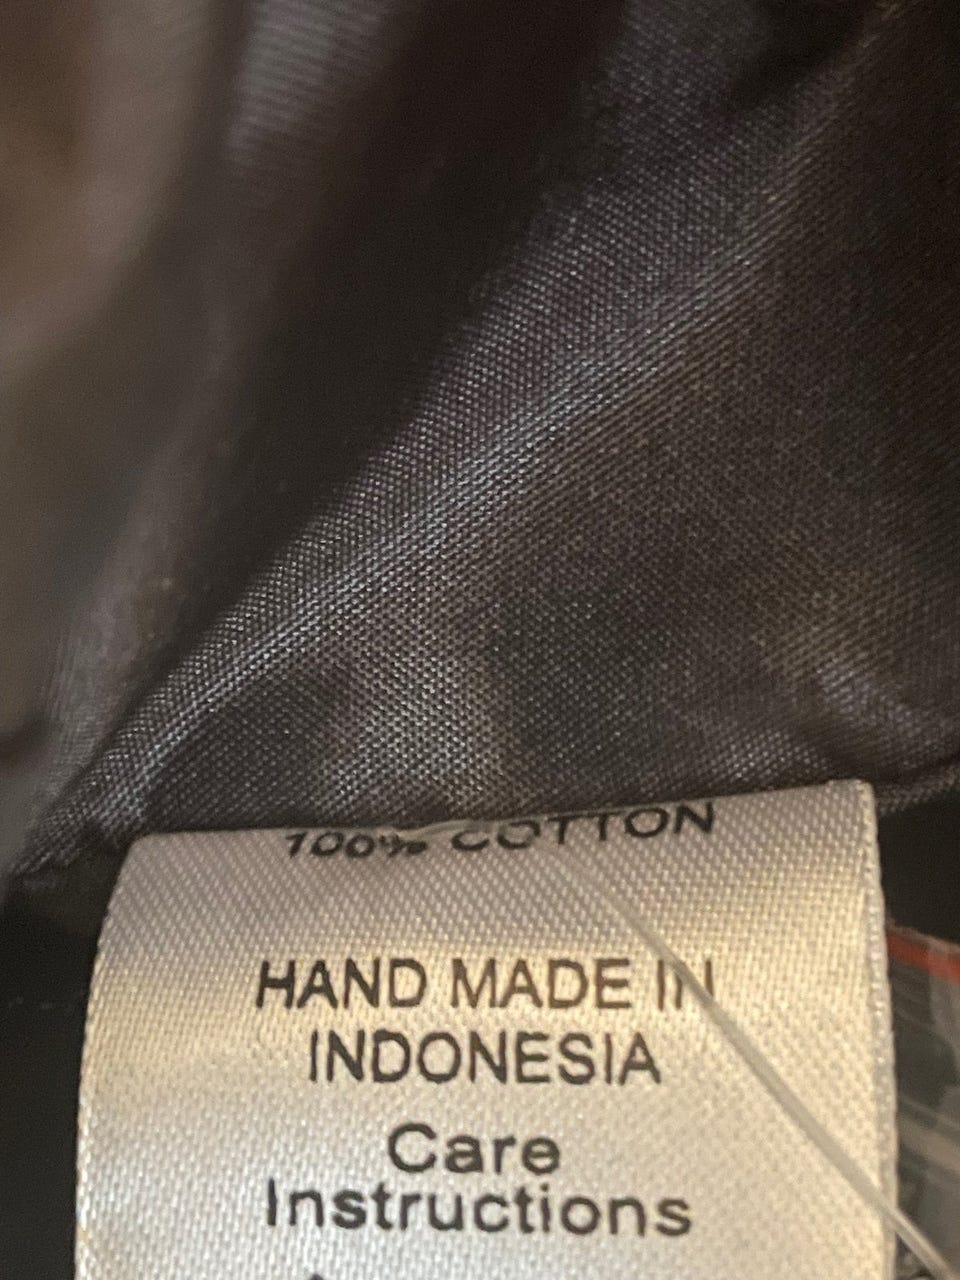 100% COTTON
HAND MADE IN
INDONESIA
Care
Instructions